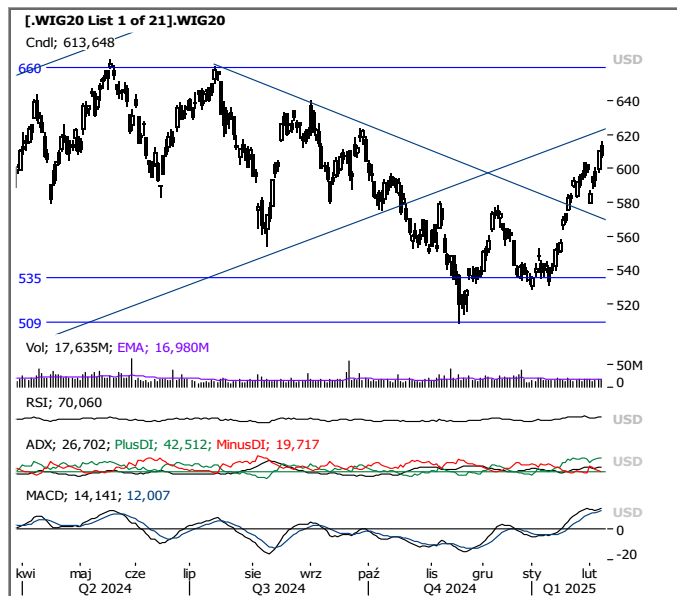 [.WIG20 List 1 of 21].WIG20
Cndl; 613,648
USD
660
640
620
600
580
560
540
535
520
509
Vol; 17,635M; EMA; 16,980M
50M
0
RSI; 70,060
USD
ADX; 26,702; PlusDI; 42,512; MinusDI; 19,717
USD
MACD; 14,141; 12,007
USD
0
-20
kwi maj cze lip sie wrz paź lis gru sty lut
Q2 2024 Q3 2024 Q4 2024 Q1 2025